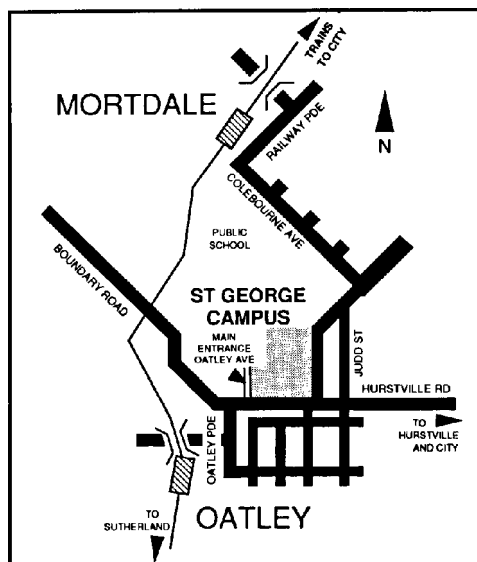 TRAINS
TO CITY
MORTDALE
RAILWAY PDE
N
COLEBOURNE AVE
PUBLIC
SCHOOL
BOUNDARY ROAD
ST GEORGE
CAMPUS
MAIN
ENTRANCE
OATLEY AVE
JUDD ST
HURSTVILLE RD
OATLEY PDE
TO
HURSTVILLE
AND CITY
TO
SUTHERLAND
OATLEY